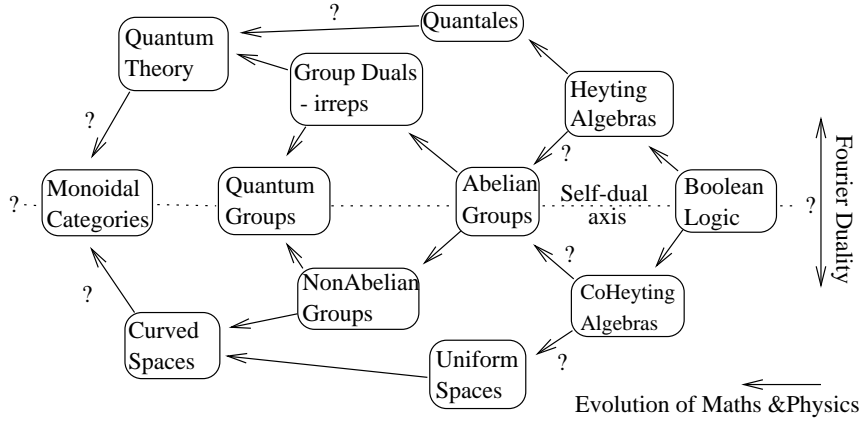 ?
Quantales
Quantum
Theory
Group Duals
- irreps
Heyting
Algebras
?
?
Monoidal
Categories
Quantum
Groups
Abelian
Groups
Self-dual
axis
Boolean
Logic
?
?
Fourier Duality
?
?
NonAbelian
Groups
CoHeyting
Algebras
Curved
Spaces
Uniform
Spaces
?
Evolution of Maths &Physics